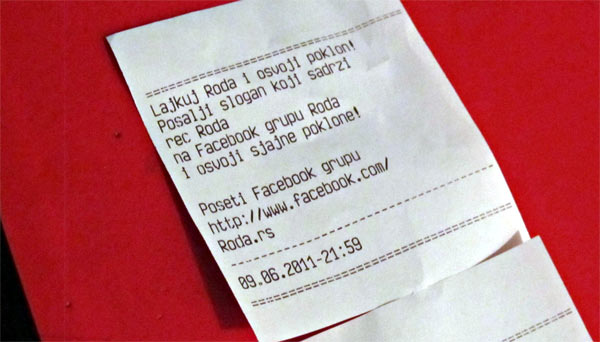 ==============================
Lajkuj Roda i osvoji poklon!
Posalji slogan koji sadrzi
rec Roda
na Facebook grupu Roda
i osvoji sjajne poklone!
Poseti Facebook grupu
http://www.facebook.com/
Roda.rs
------------------------------
09.06.2011-21:59
==============================